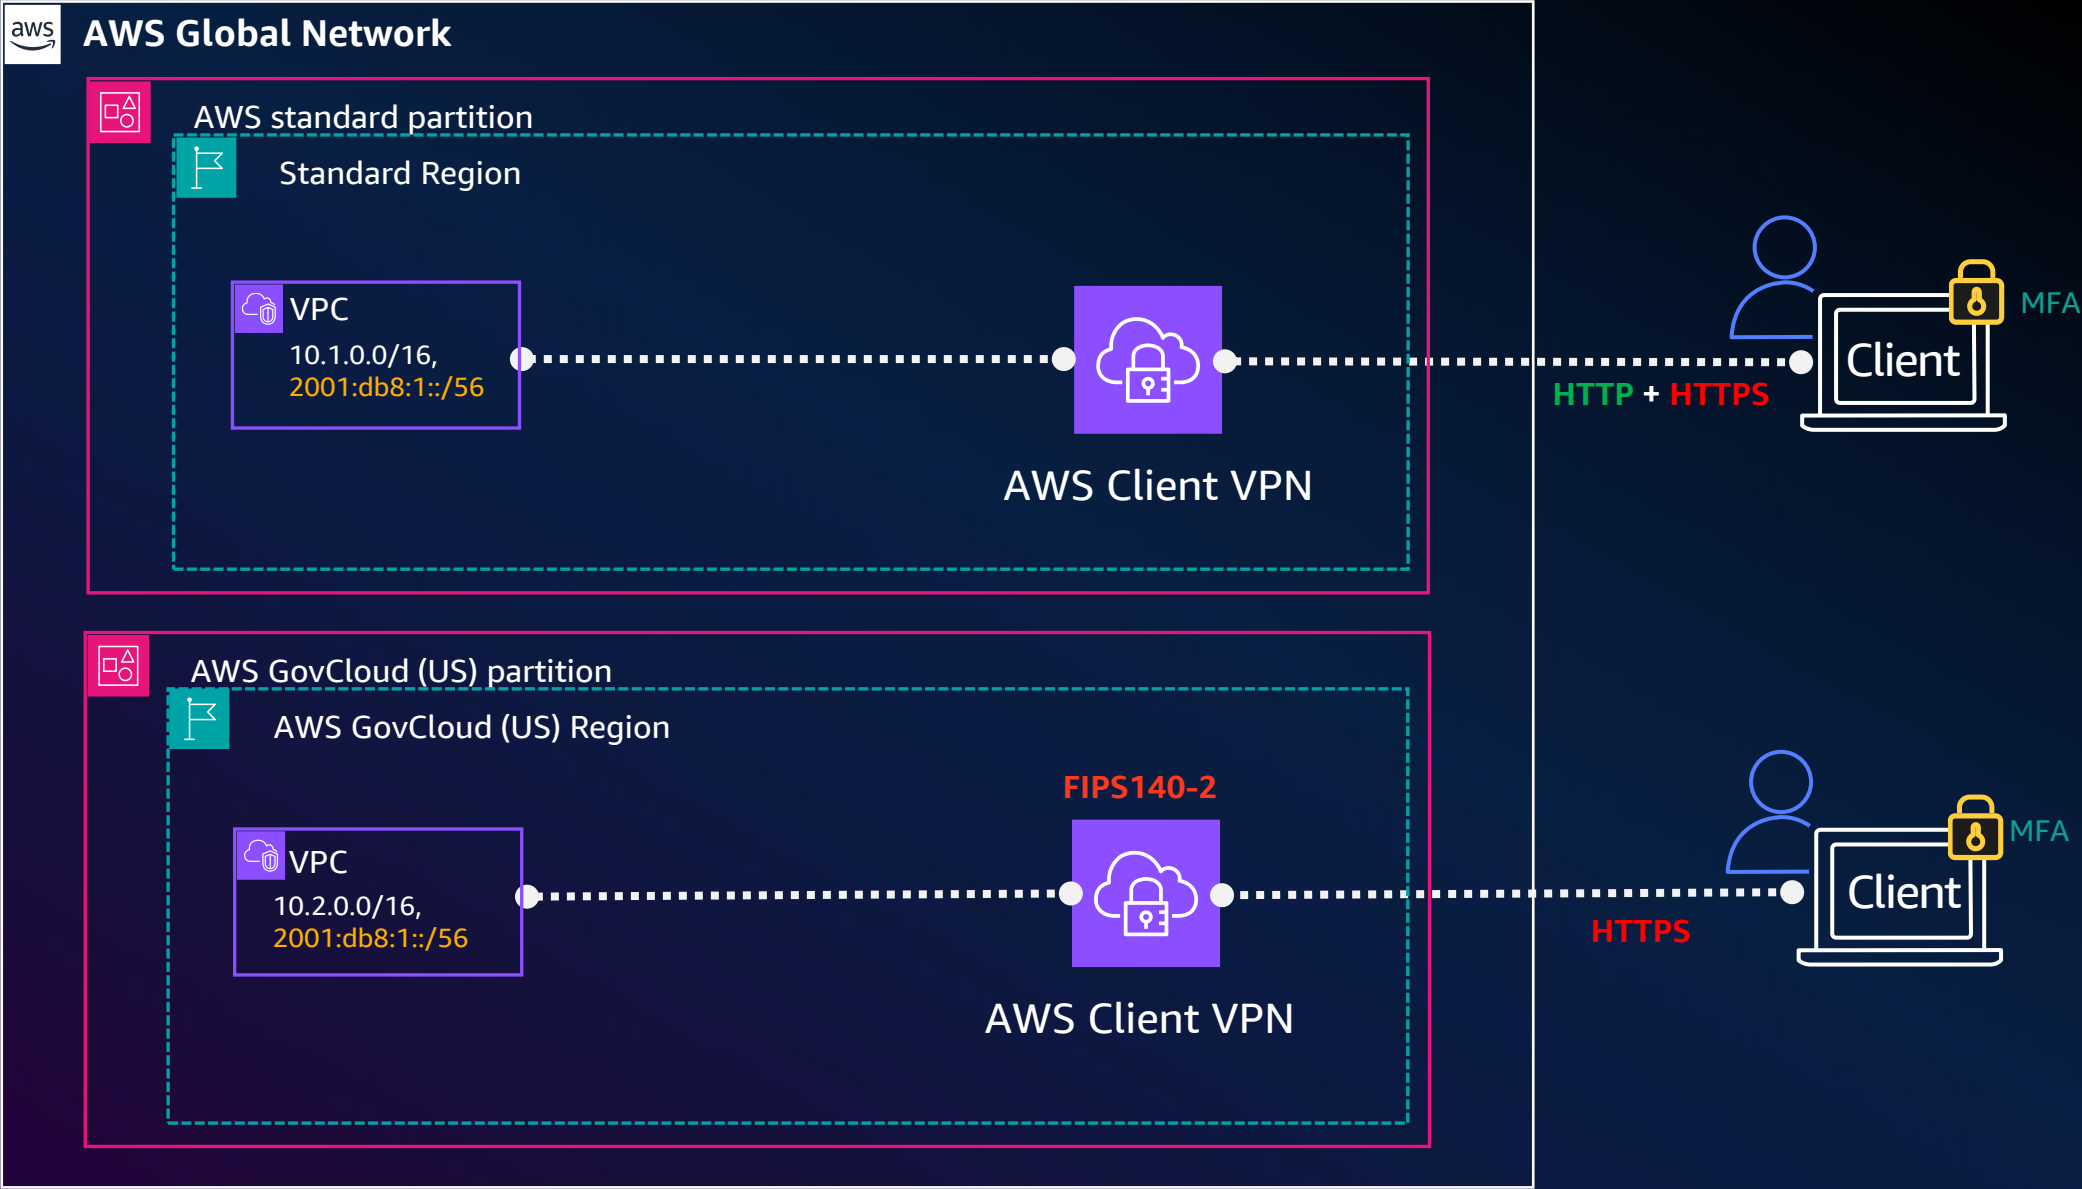 aws
AWS Global Network
AWS standard partition
Standard Region
VPC
10.1.0.0/16,
2001:db8:1::/56
AWS Client VPN
HTTP + HTTPS
Client
MFA
AWS GovCloud (US) partition
AWS GovCloud (US) Region
VPC
10.2.0.0/16,
2001:db8:1::/56
FIPS140-2
AWS Client VPN
HTTPS
Client
MFA